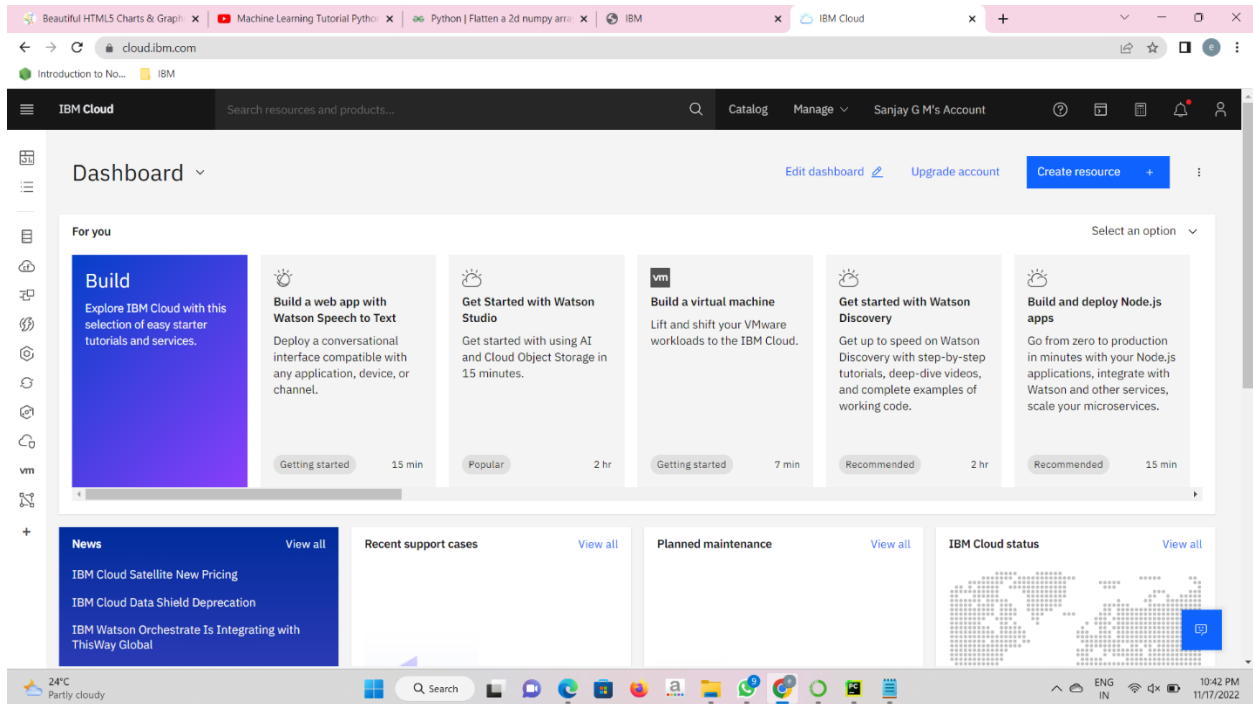 Beautiful HTML5 Charts & Graph
Machine Learning Tutorial Python
Python | Flatten a 2d numpy arra
IBM
IBM Cloud
cloud.ibm.com
e
Introduction to No...
IBM
IBM Cloud
Search resources and products...
Catalog
Manage
Sanjay G M's Account
Dashboard
Edit dashboard
Upgrade account
Create resource +
For you
Select an option
Build
Explore IBM Cloud with this
selection of easy starter
tutorials and services.
Build a web app with
Watson Speech to Text
Deploy a conversational
interface compatible with
any application, device, or
channel.
Getting started 15 min
Get Started with Watson
Studio
Get started with using AI
and Cloud Object Storage in
15 minutes.
Popular 2 hr
vm
Build a virtual machine
Lift and shift your VMware
workloads to the IBM Cloud.
Getting started 7 min
Get started with Watson
Discovery
Get up to speed on Watson
Discovery with step-by-step
tutorials, deep-dive videos,
and complete examples of
working code.
Recommended 2 hr
Build and deploy Node.js
apps
Go from zero to production
in minutes with your Node.js
applications, integrate with
Watson and other services,
scale your microservices.
Recommended 15 min
vm
News View all
IBM Cloud Satellite New Pricing
IBM Cloud Data Shield Deprecation
IBM Watson Orchestrate Is Integrating with
ThisWay Global
Recent support cases View all
Planned maintenance View all
IBM Cloud status View all
24°C
Partly cloudy
Search
a
9
PC
ENG
IN
10:42 PM
11/17/2022